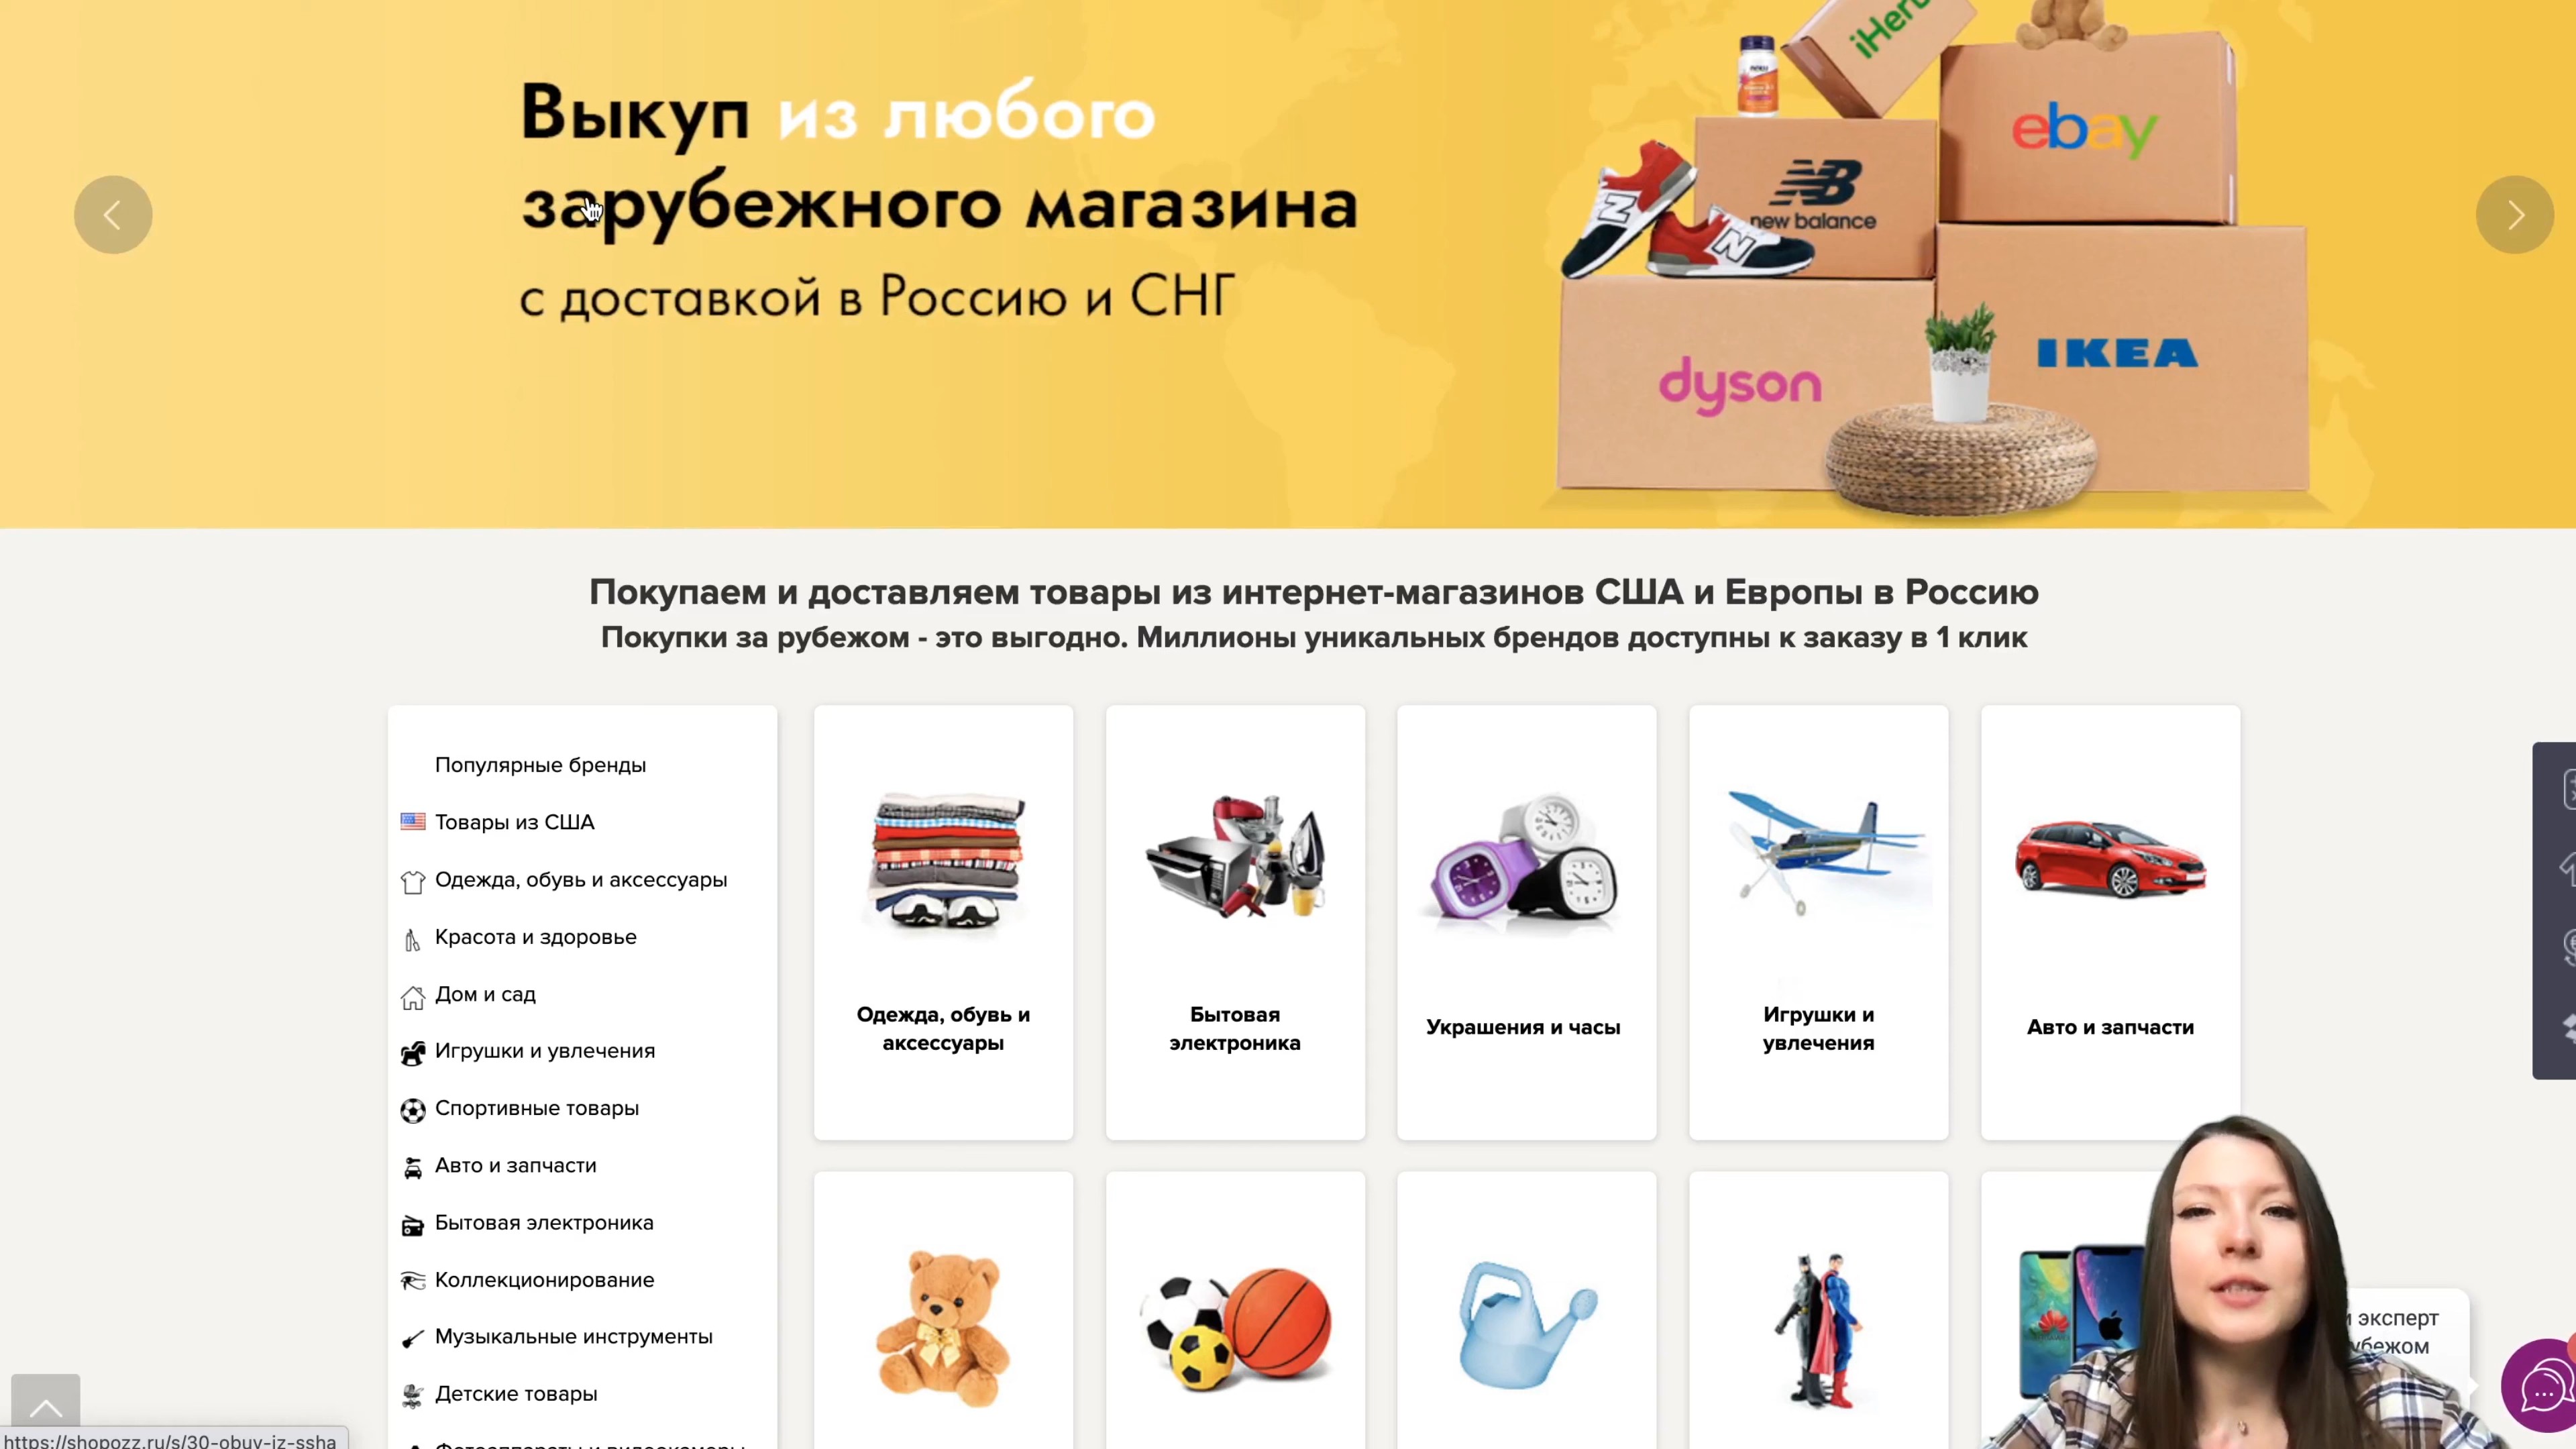 Выкуп из любого
зарубежного магазина
с доставкой в Россию и СНГ
iHerb
ebay
new balance
dyson
IKEA
Покупаем и доставляем товары из интернет-магазинов США и Европы в Россию
Покупки за рубежом - это выгодно. Миллионы уникальных брендов доступны к заказу в 1 клик
Популярные бренды
Товары из США
Одежда, обувь и аксессуары
Красота и здоровье
Дом и сад
Игрушки и увлечения
Спортивные товары
Авто и запчасти
Бытовая электроника
Коллекционирование
Музыкальные инструменты
Детские товары
Фотоаппараты и видеокамеры
Одежда, обувь и
аксессуары
Бытовая
электроника
Украшения и часы
Игрушки и
увлечения
Авто и запчасти
эксперт
https://shopozz.ru/s/30-obuv-iz-ssha